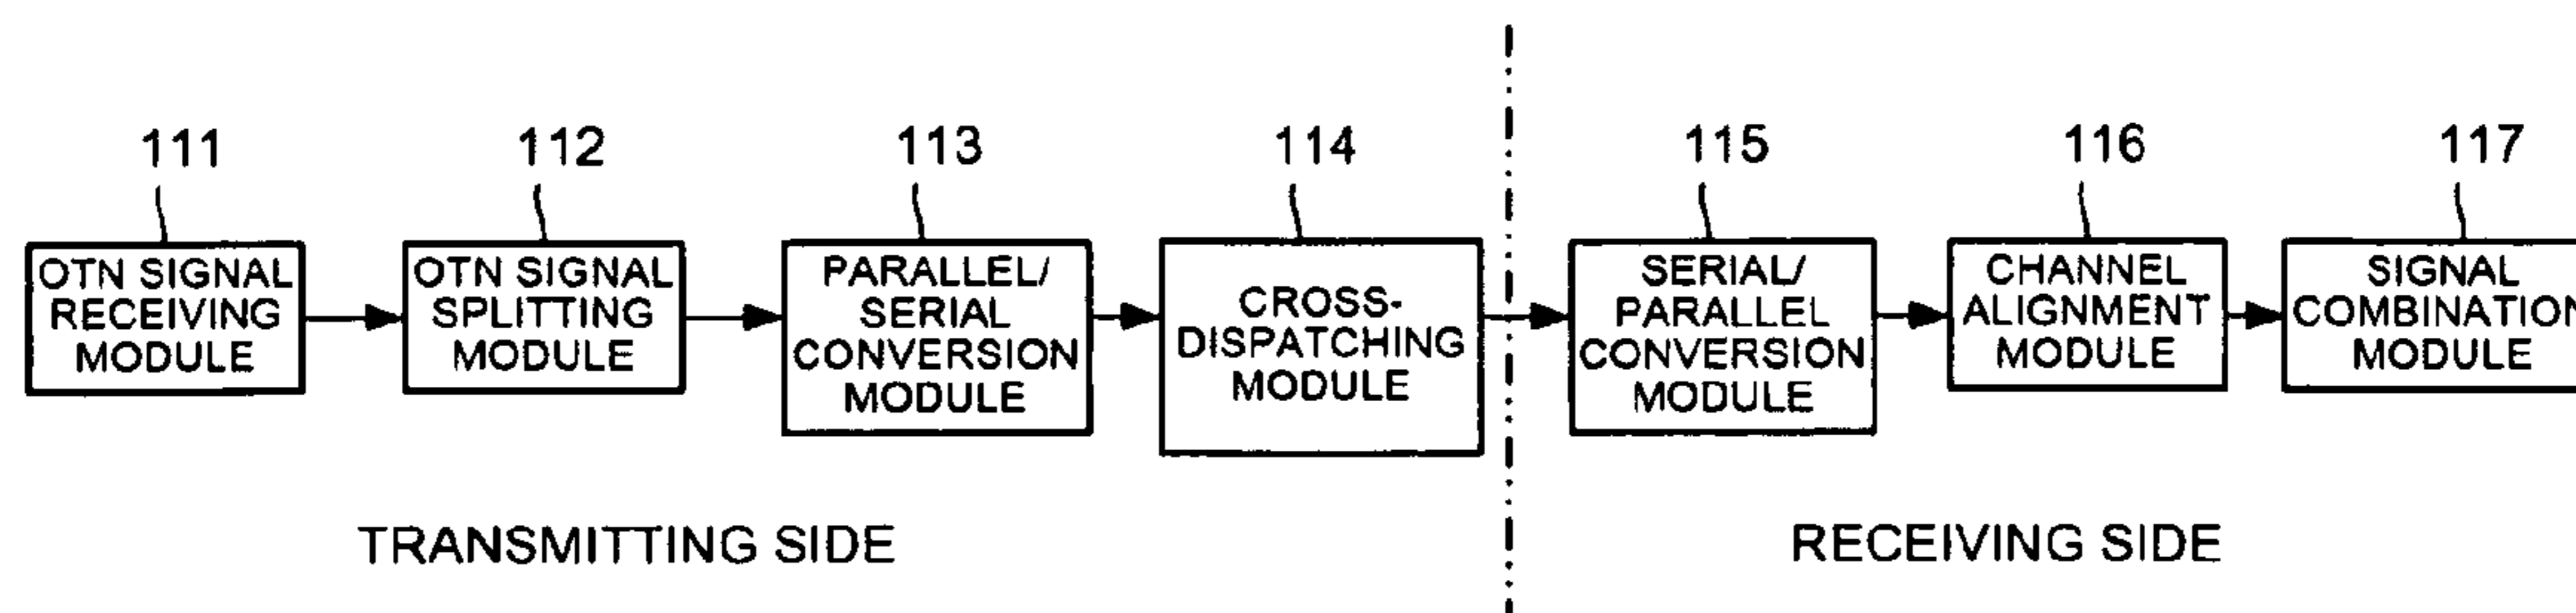 111
112
113
114
115
116
117
OTN SIGNAL
RECEIVING
MODULE
OTN SIGNAL
SPLITTING
MODULE
PARALLEL/
SERIAL
CONVERSION
MODULE
CROSS-
DISPATCHING
MODULE
SERIAL/
PARALLEL
CONVERSION
MODULE
CHANNEL
ALIGNMENT
MODULE
SIGNAL
COMBINATION
MODULE
TRANSMITTING SIDE
RECEIVING SIDE